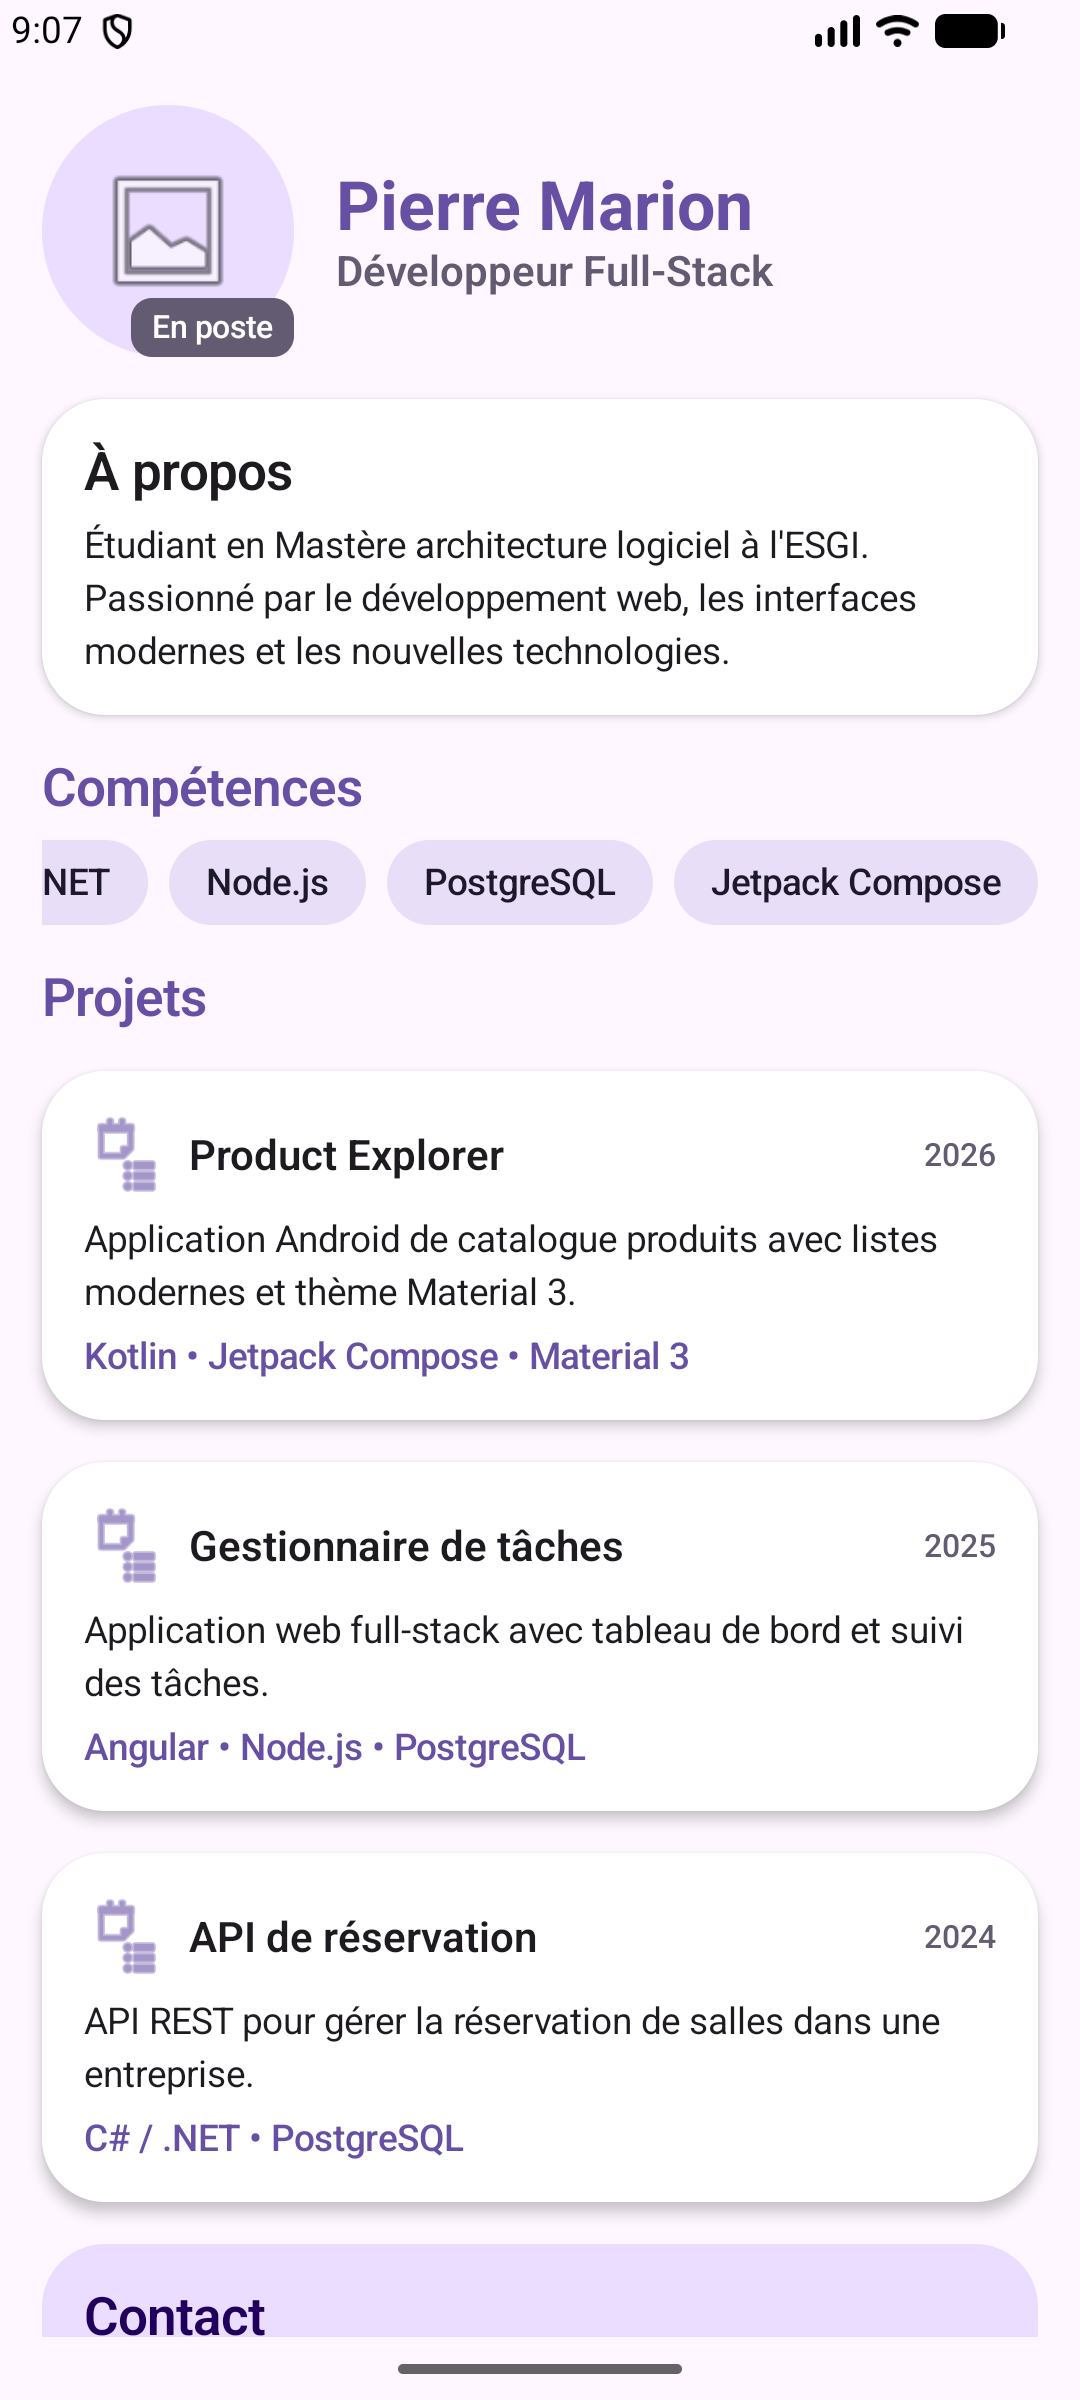 9:07
Pierre Marion
Développeur Full-Stack
En poste
À propos
Étudiant en Mastère architecture logiciel à l'ESGI.
Passionné par le développement web, les interfaces
modernes et les nouvelles technologies.
Compétences
NET Node.js PostgreSQL Jetpack Compose
Projets
Product Explorer 2026
Application Android de catalogue produits avec listes
modernes et thème Material 3.
Kotlin • Jetpack Compose • Material 3
Gestionnaire de tâches 2025
Application web full-stack avec tableau de bord et suivi
des tâches.
Angular • Node.js • PostgreSQL
API de réservation 2024
API REST pour gérer la réservation de salles dans une
entreprise.
C# / .NET • PostgreSQL
Contact